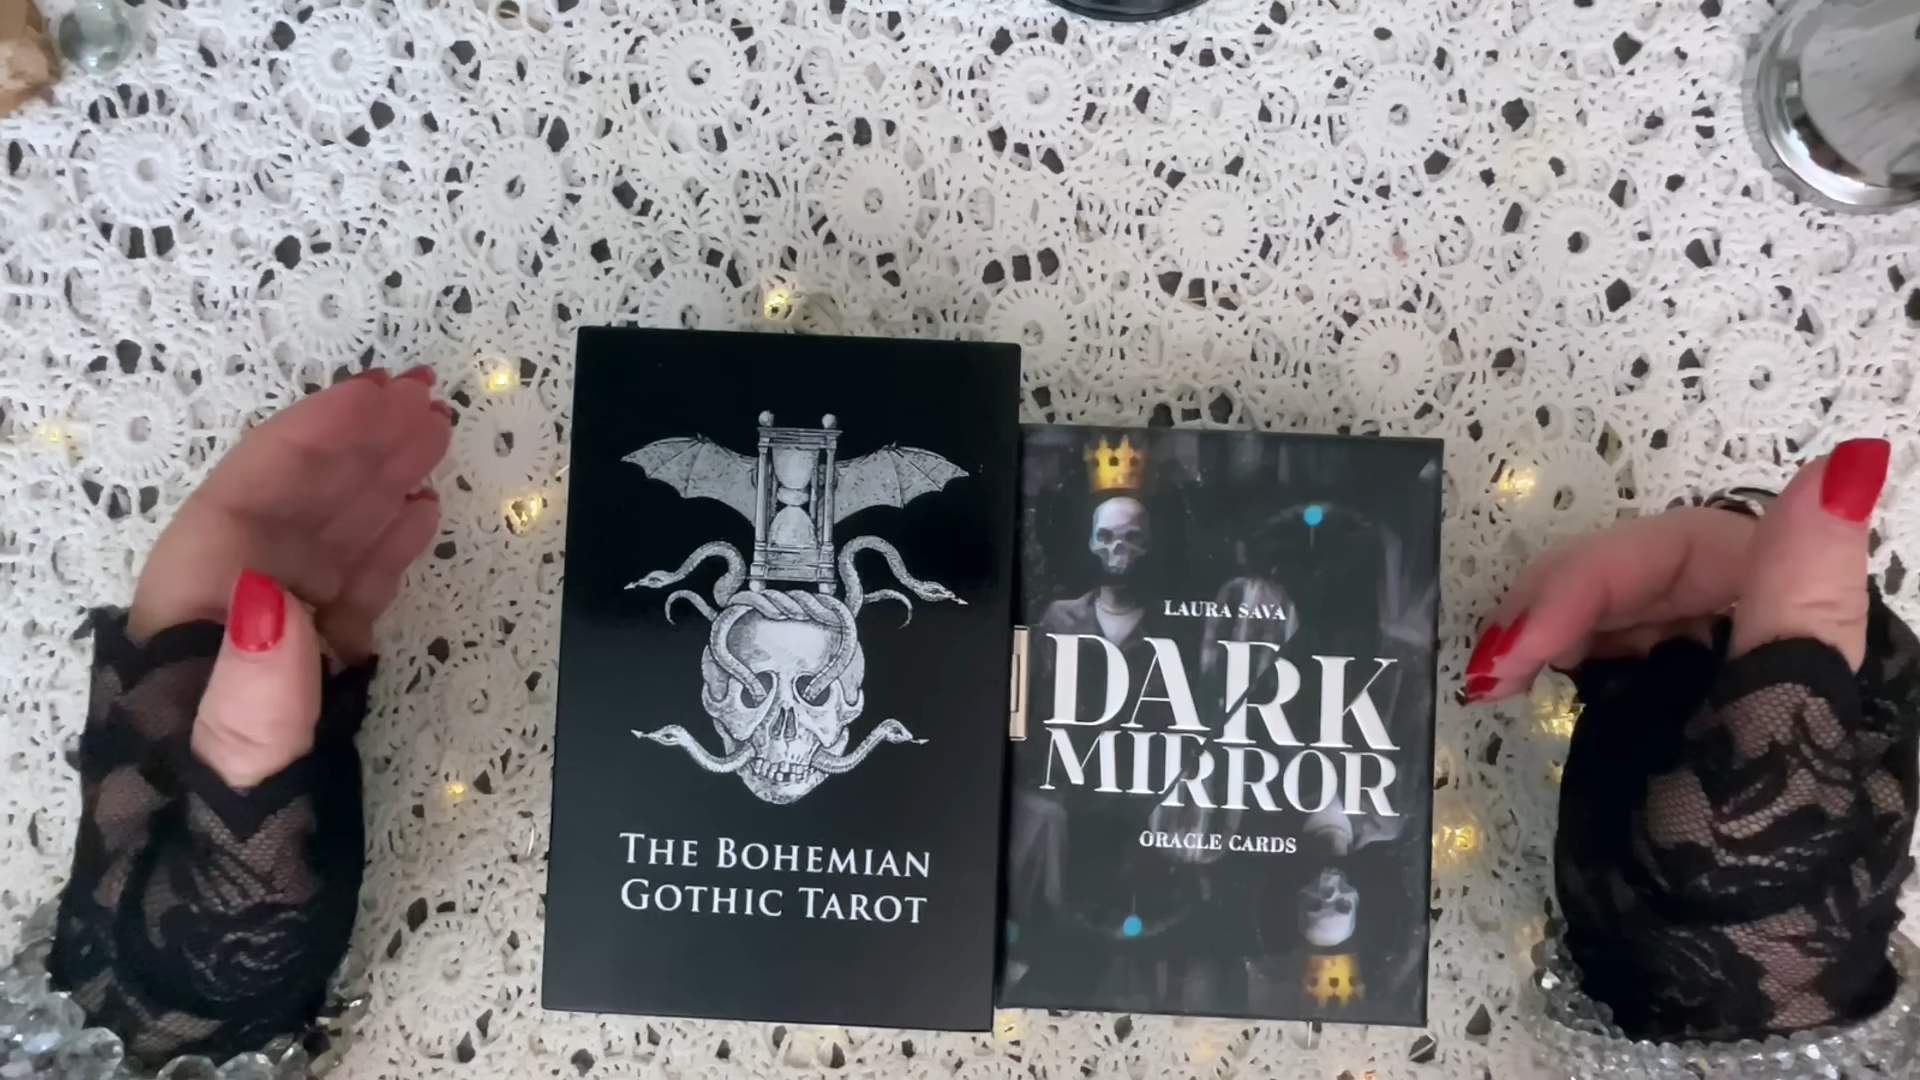 THE BOHEMIAN
GOTHIC TAROT
LAURA SAVA
DARK
MIRROR
ORACLE CARDS